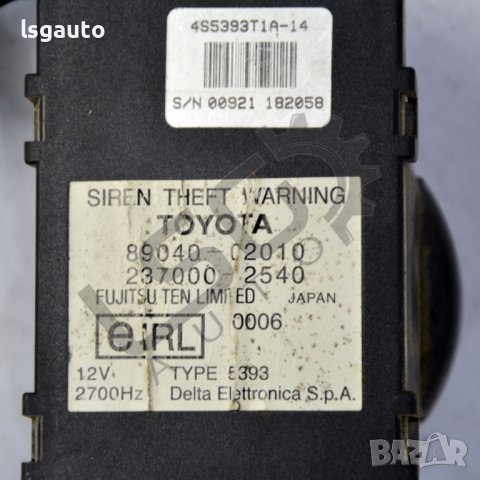 lsgauto
4S5393T1A-14
S/N 00921 182058
SIREN THEFT WARNING
TOYOTA
89040-02010
237000-2540
FUJITSU TEN LIMITED JAPAN
e IRL 0006
12V TYPE 5393
2700Hz Delta Elettronica S.p.A.
BAZAR